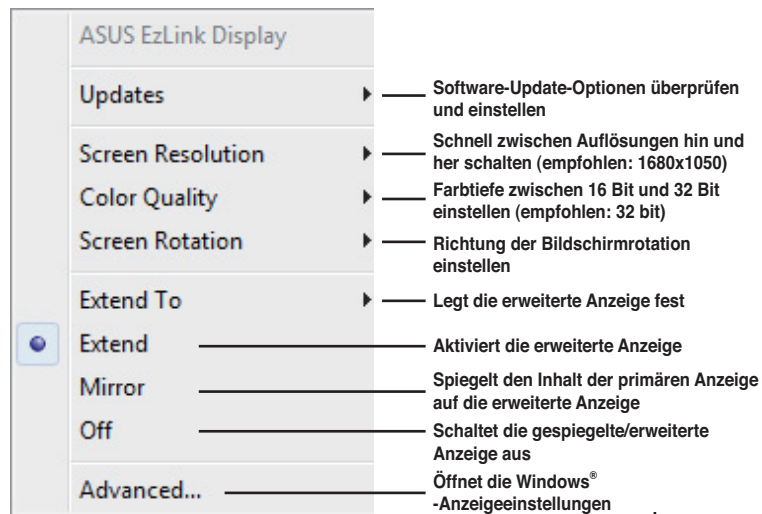 ASUS EzLink Display
Updates
Software-Update-Optionen überprüfen
und einstellen
Screen Resolution
Schnell zwischen Auflösungen hin und
her schalten (empfohlen: 1680x1050)
Color Quality
Farbtiefe zwischen 16 Bit und 32 Bit
einstellen (empfohlen: 32 bit)
Screen Rotation
Richtung der Bildschirmrotation
einstellen
Extend To
Legt die erweiterte Anzeige fest
Extend
Aktiviert die erweiterte Anzeige
Mirror
Spiegelt den Inhalt der primären Anzeige
auf die erweiterte Anzeige
Off
Schaltet die gespiegelte/erweiterte
Anzeige aus
Advanced...
Öffnet die Windows®
-Anzeigeeinstellungen